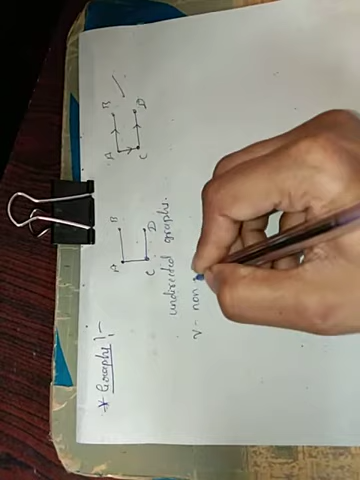 * Graphs :-
A B A B
C D C D
undirected graphs.
v - non